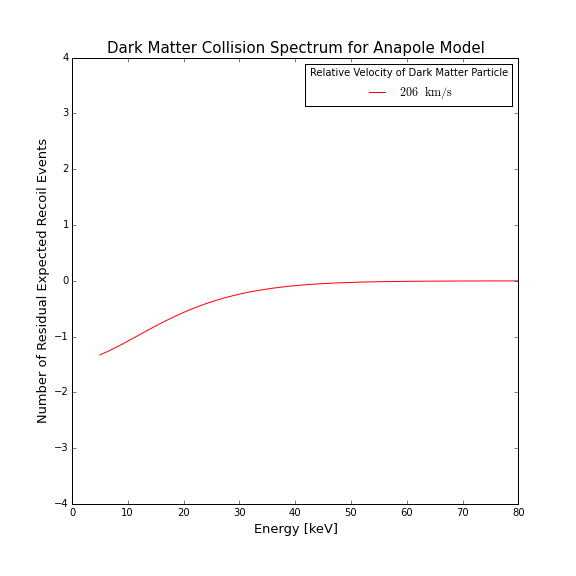 Dark Matter Collision Spectrum for Anapole Model
Relative Velocity of Dark Matter Particle
206 km/s
Number of Residual Expected Recoil Events
4
3
2
1
0
−1
−2
−3
−4
0 10 20 30 40 50 60 70 80
Energy [keV]